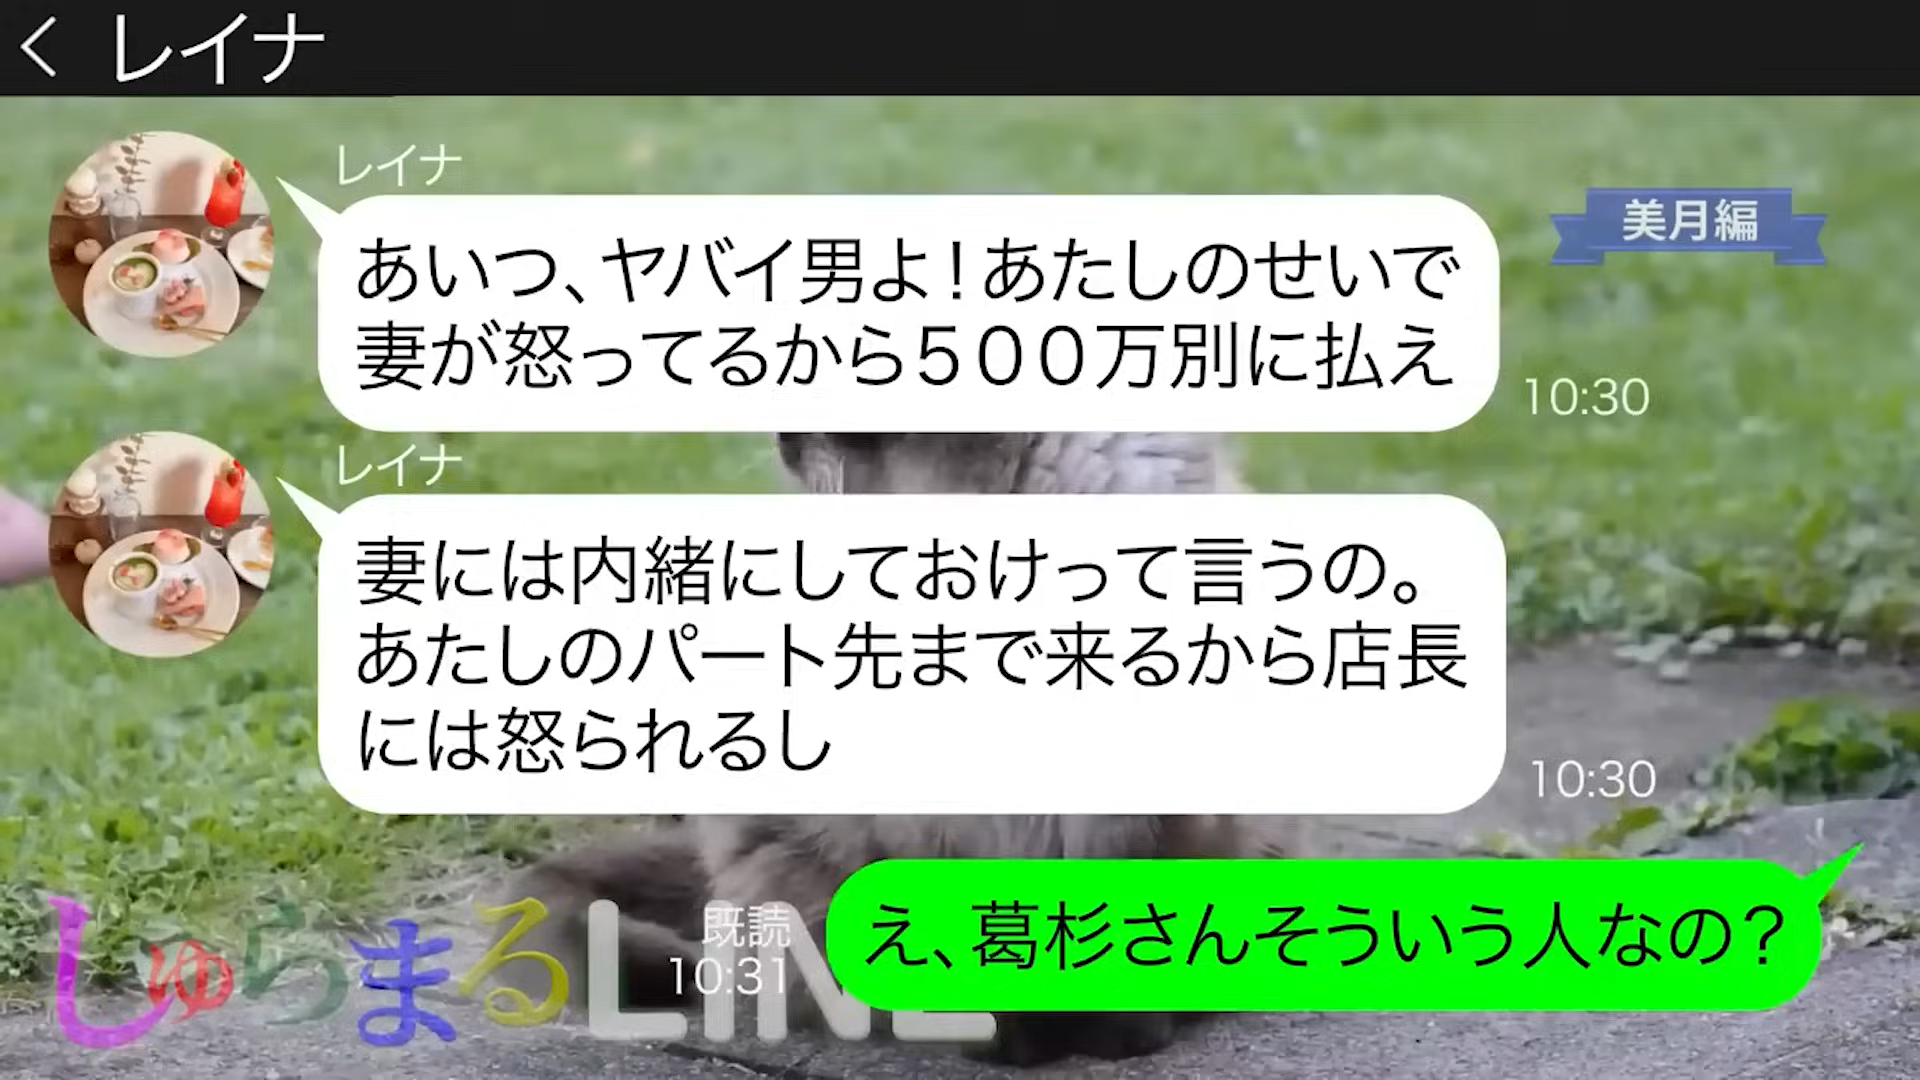 レイナ
レイナ
美月編
あいつ、ヤバイ男よ！あたしのせいで
妻が怒ってるから５００万別に払え
10:30
レイナ
妻には内緒にしておけって言うの。
あたしのパート先まで来るから店長
には怒られるし
10:30
え、葛杉さんそういう人なの？
既読
10:31
しゅらまるLINE